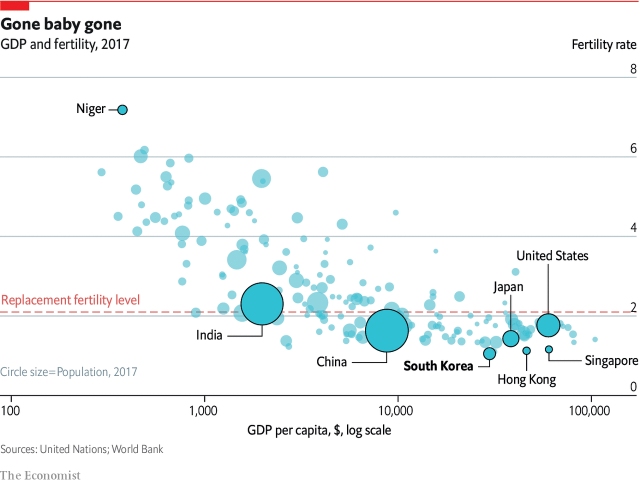 Gone baby gone
GDP and fertility, 2017
Fertility rate
8
Niger
6
4
United States
Japan
Replacement fertility level
2
India
China
South Korea
Singapore
Hong Kong
Circle size=Population, 2017
0
100
1,000
10,000
100,000
GDP per capita, $, log scale
Sources: United Nations; World Bank
The Economist